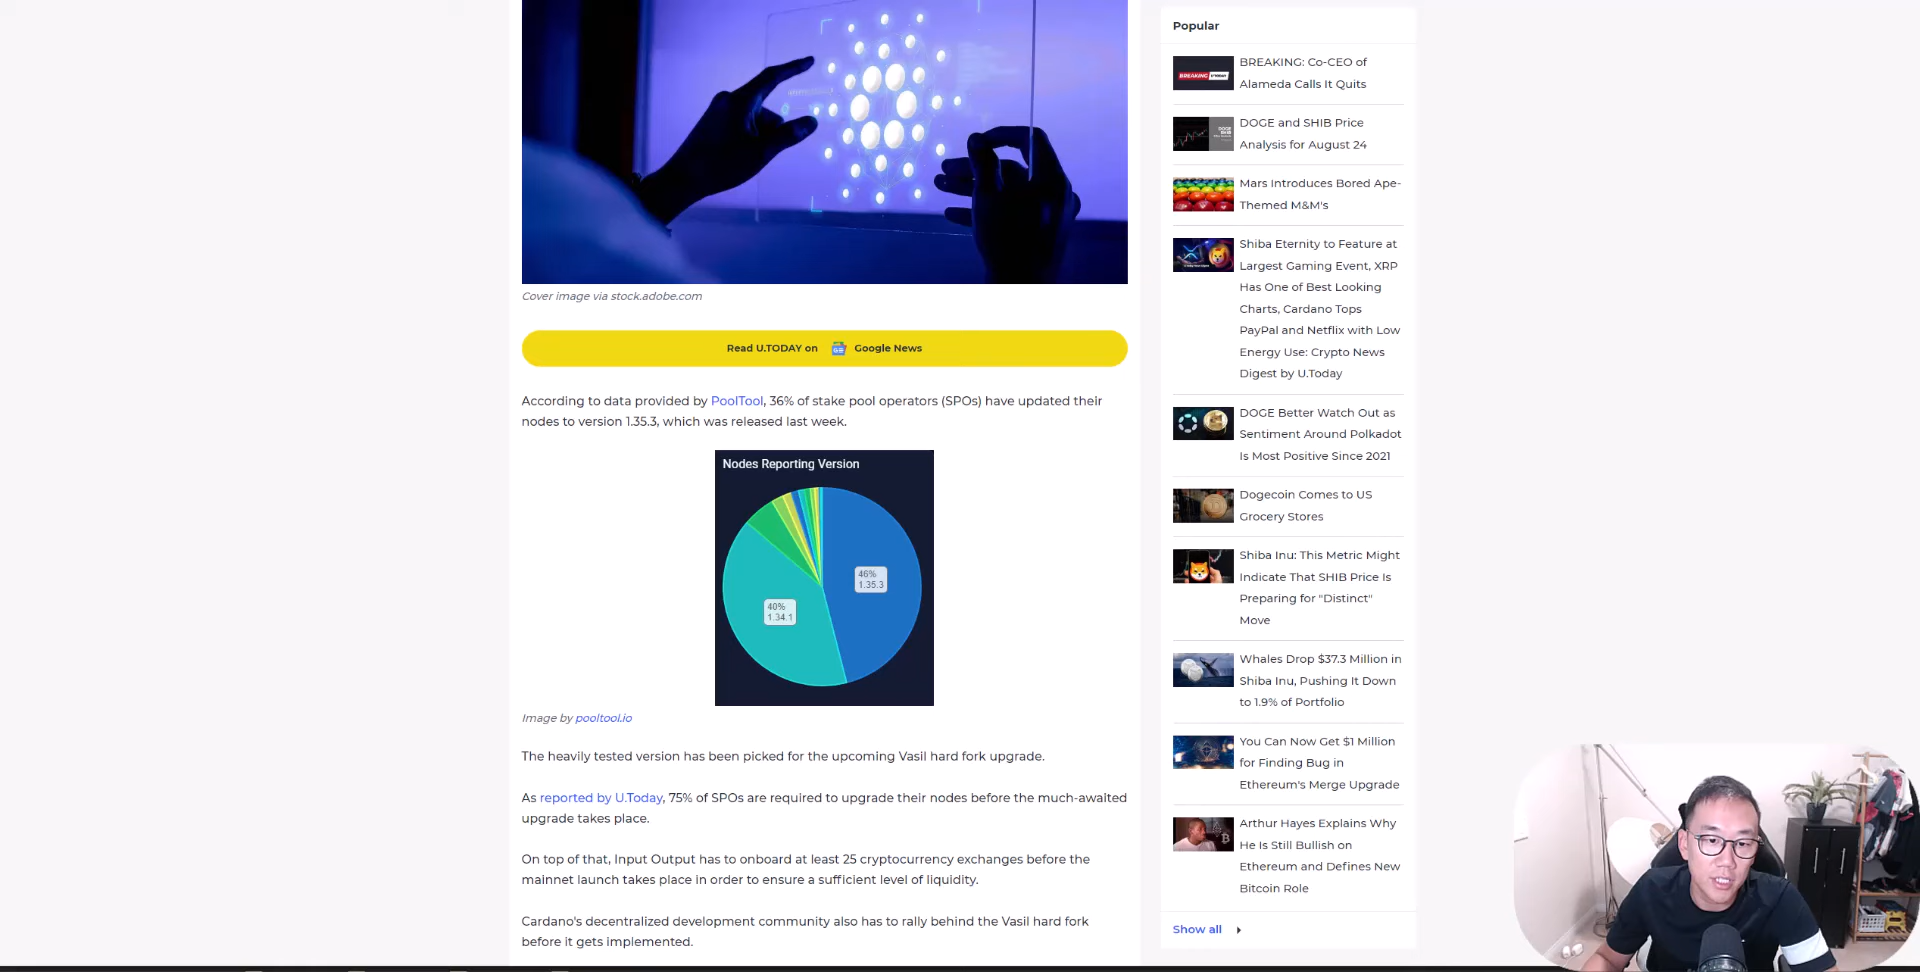 Cover image via stock.adobe.com
Read U.TODAY on Google News
According to data provided by PoolTool, 36% of stake pool operators (SPOs) have updated their
nodes to version 1.35.3, which was released last week.
Nodes Reporting Version
46%
1.35.3
40%
1.34.1
Image by pooltool.io
The heavily tested version has been picked for the upcoming Vasil hard fork upgrade.
As reported by U.Today, 75% of SPOs are required to upgrade their nodes before the much-awaited
upgrade takes place.
On top of that, Input Output has to onboard at least 25 cryptocurrency exchanges before the
mainnet launch takes place in order to ensure a sufficient level of liquidity.
Cardano's decentralized development community also has to rally behind the Vasil hard fork
before it gets implemented.
Popular
BREAKING
BREAKING: Co-CEO of
Alameda Calls It Quits
DOGE and SHIB Price
Analysis for August 24
Mars Introduces Bored Ape-
Themed M&M's
Shiba Eternity to Feature at
Largest Gaming Event, XRP
Has One of Best Looking
Charts, Cardano Tops
PayPal and Netflix with Low
Energy Use: Crypto News
Digest by U.Today
DOGE Better Watch Out as
Sentiment Around Polkadot
Is Most Positive Since 2021
Dogecoin Comes to US
Grocery Stores
Shiba Inu: This Metric Might
Indicate That SHIB Price Is
Preparing for "Distinct"
Move
Whales Drop $37.3 Million in
Shiba Inu, Pushing It Down
to 1.9% of Portfolio
You Can Now Get $1 Million
for Finding Bug in
Ethereum's Merge Upgrade
Arthur Hayes Explains Why
He Is Still Bullish on
Ethereum and Defines New
Bitcoin Role
Show all